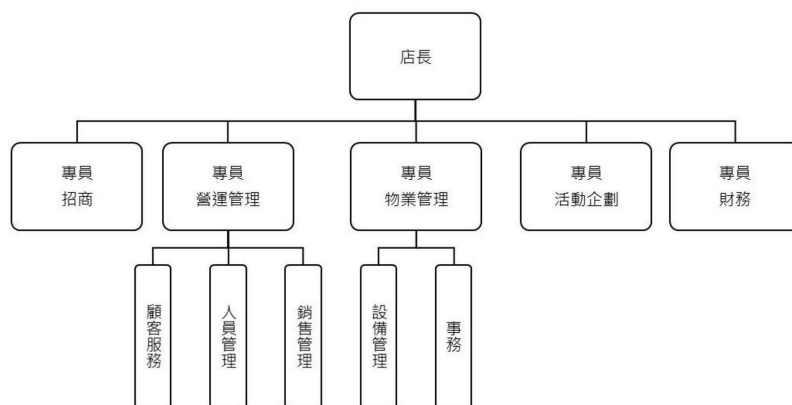 店長
專員
招商
專員
營運管理
專員
物業管理
專員
活動企劃
專員
財務
顧客服務
人員管理
銷售管理
設備管理
事務